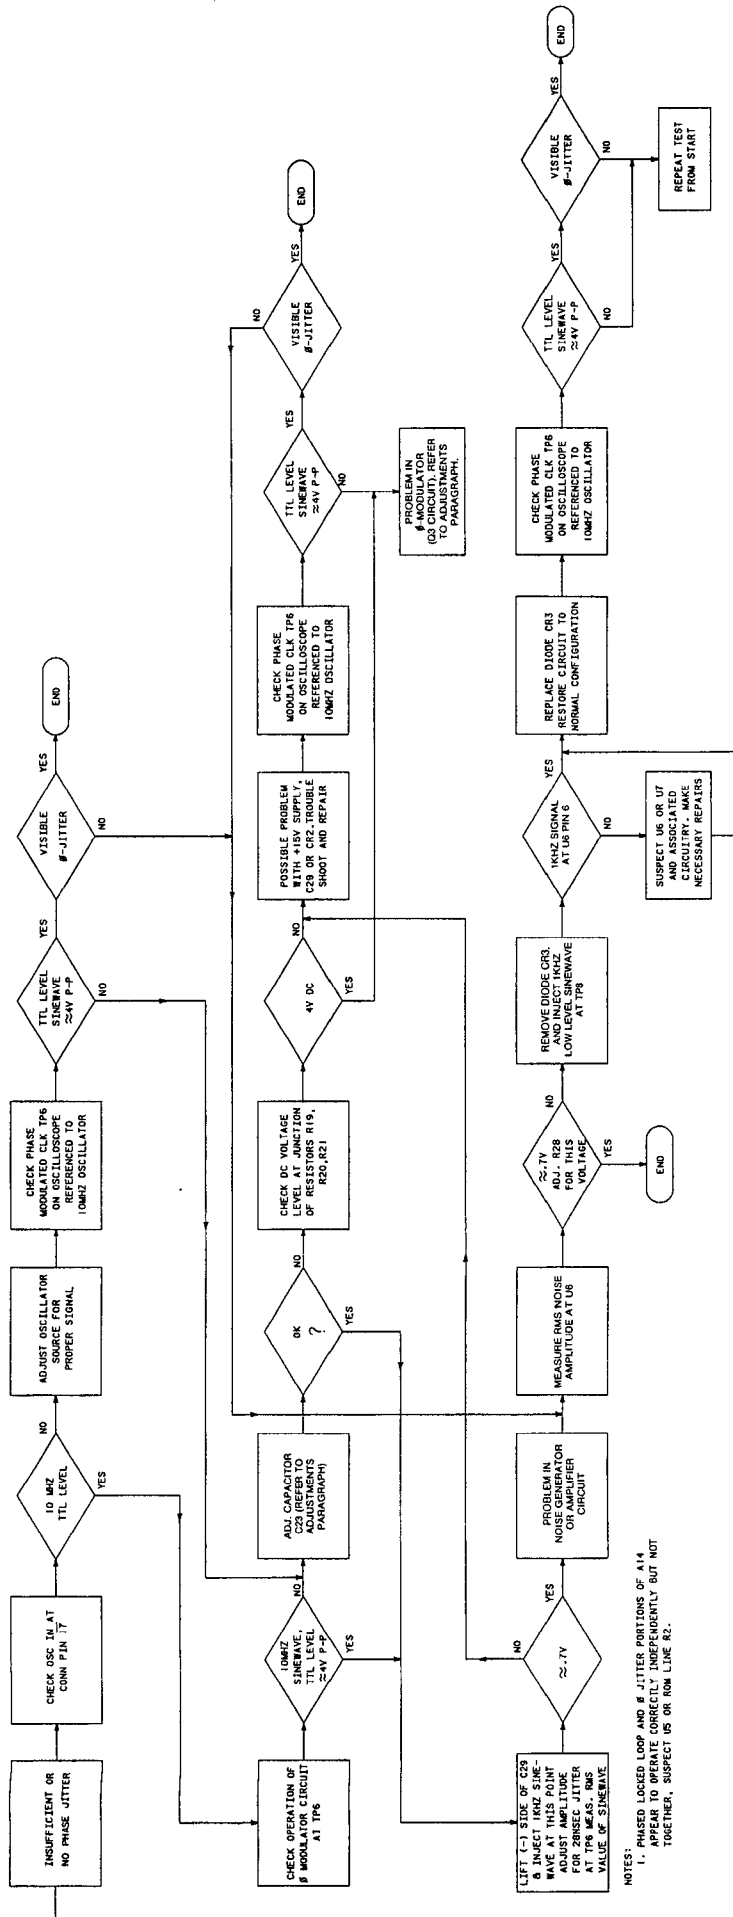 INSUFFICIENT OR
NO PHASE JITTER
CHECK OSC IN AT
CONN PIN 17
10 MHZ
TTL LEVEL
NO
YES
ADJUST OSCILLATOR
SOURCE FOR
PROPER SIGNAL
CHECK PHASE
MODULATED CLK TP6
ON OSCILLOSCOPE
REFERENCED TO
10MHZ OSCILLATOR
TTL LEVEL
SINEWAVE
≈4V P-P
YES
NO
VISIBLE
Ø-JITTER
YES
NO
END
CHECK OPERATION OF
Ø MODULATOR CIRCUIT
AT TP6
10MHZ
SINEWAVE,
TTL LEVEL
≈4V P-P
NO
YES
ADJ. CAPACITOR
C23 (REFER TO
ADJUSTMENTS
PARAGRAPH)
OK
?
NO
YES
CHECK DC VOLTAGE
LEVEL AT JUNCTION
OF RESISTORS R19,
R20,R21
4V DC
NO
YES
POSSIBLE PROBLEM
WITH +15V SUPPLY,
C29 OR CR2.TROUBLE
SHOOT AND REPAIR
CHECK PHASE
MODULATED CLK TP6
ON OSCILLOSCOPE
REFERENCED TO
10MHZ OSCILLATOR
TTL LEVEL
SINEWAVE
≈4V P-P
YES
NO
PROBLEM IN
Ø-MODULATOR
(Q3 CIRCUIT). REFER
TO ADJUSTMENTS
PARAGRAPH.
VISIBLE
Ø-JITTER
NO
YES
END
LIFT (-) SIDE OF C29
& INJECT 1KHZ SINE-
WAVE AT THIS POINT
ADJUST AMPLITUDE
FOR 28NSEC JITTER
AT TP6 MEAS. RMS
VALUE OF SINEWAVE
≈.7V
NO
YES
PROBLEM IN
NOISE GENERATOR
OR AMPLIFIER
CIRCUIT
MEASURE RMS NOISE
AMPLITUDE AT U6
≈.7V
ADJ. R28
FOR THIS
VOLTAGE
NO
YES
END
REMOVE DIODE CR3.
AND INJECT 1KHZ
LOW LEVEL SINEWAVE
AT TP8
1KHZ SIGNAL
AT U6 PIN 6
YES
NO
SUSPECT U6 OR U7
AND ASSOCIATED
CIRCUITRY. MAKE
NECESSARY REPAIRS
REPLACE DIODE CR3
RESTORE CIRCUIT TO
NORMAL CONFIGURATION
CHECK PHASE
MODULATED CLK TP6
ON OSCILLOSCOPE
REFERENCED TO
10MHZ OSCILLATOR
TTL LEVEL
SINEWAVE
≈4V P-P
YES
NO
VISIBLE
Ø-JITTER
YES
NO
END
REPEAT TEST
FROM START
NOTES:
1. PHASED LOCKED LOOP AND Ø JITTER PORTIONS OF A14
APPEAR TO OPERATE CORRECTLY INDEPENDENTLY BUT NOT
TOGETHER, SUSPECT U5 OR ROM LINE R2.